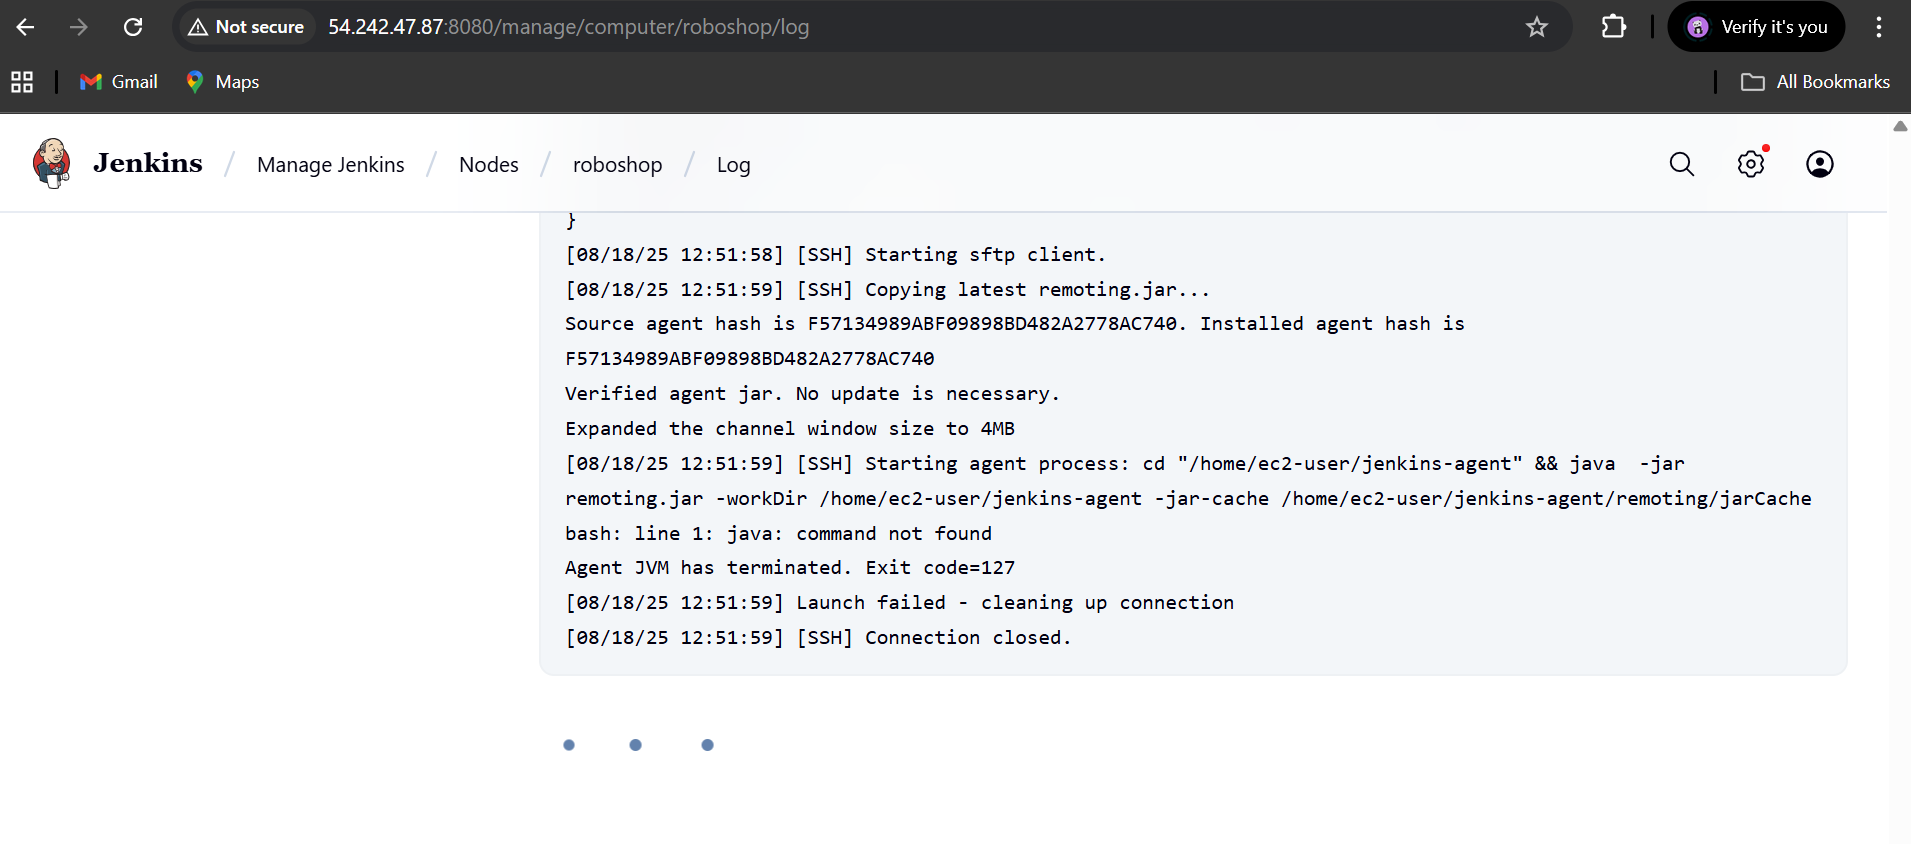 Not secure 54.242.47.87:8080/manage/computer/roboshop/log Verify it's you
Gmail Maps All Bookmarks
Jenkins / Manage Jenkins / Nodes / roboshop / Log
}
[08/18/25 12:51:58] [SSH] Starting sftp client.
[08/18/25 12:51:59] [SSH] Copying latest remoting.jar...
Source agent hash is F57134989ABF09898BD482A2778AC740. Installed agent hash is
F57134989ABF09898BD482A2778AC740
Verified agent jar. No update is necessary.
Expanded the channel window size to 4MB
[08/18/25 12:51:59] [SSH] Starting agent process: cd "/home/ec2-user/jenkins-agent" && java  -jar
remoting.jar -workDir /home/ec2-user/jenkins-agent -jar-cache /home/ec2-user/jenkins-agent/remoting/jarCache
bash: line 1: java: command not found
Agent JVM has terminated. Exit code=127
[08/18/25 12:51:59] Launch failed - cleaning up connection
[08/18/25 12:51:59] [SSH] Connection closed.